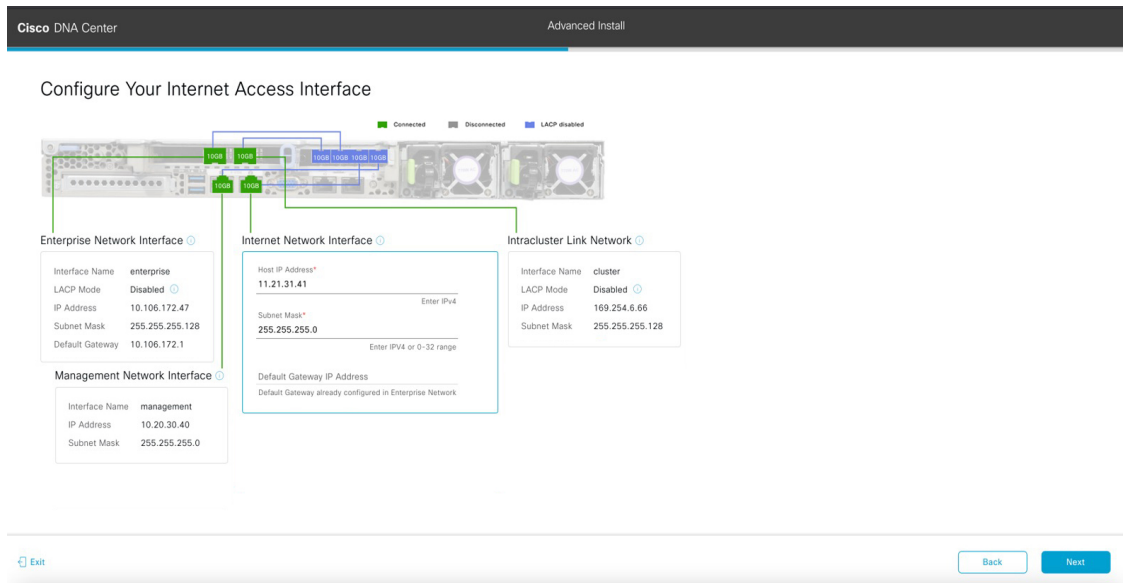 Cisco DNA Center
Advanced Install
Configure Your Internet Access Interface
Connected Disconnected LACP disabled
10GB 10GB 10GB 10GB 10GB 10GB
10GB 10GB
Enterprise Network Interface
Interface Name enterprise
LACP Mode Disabled
IP Address 10.106.172.47
Subnet Mask 255.255.255.128
Default Gateway 10.106.172.1
Management Network Interface
Interface Name management
IP Address 10.20.30.40
Subnet Mask 255.255.255.0
Internet Network Interface
Host IP Address*
11.21.31.41
Enter IPv4
Subnet Mask*
255.255.255.0
Enter IPV4 or 0-32 range
Default Gateway IP Address
Default Gateway already configured in Enterprise Network
Intracluster Link Network
Interface Name cluster
LACP Mode Disabled
IP Address 169.254.6.66
Subnet Mask 255.255.255.128
Exit
Back
Next